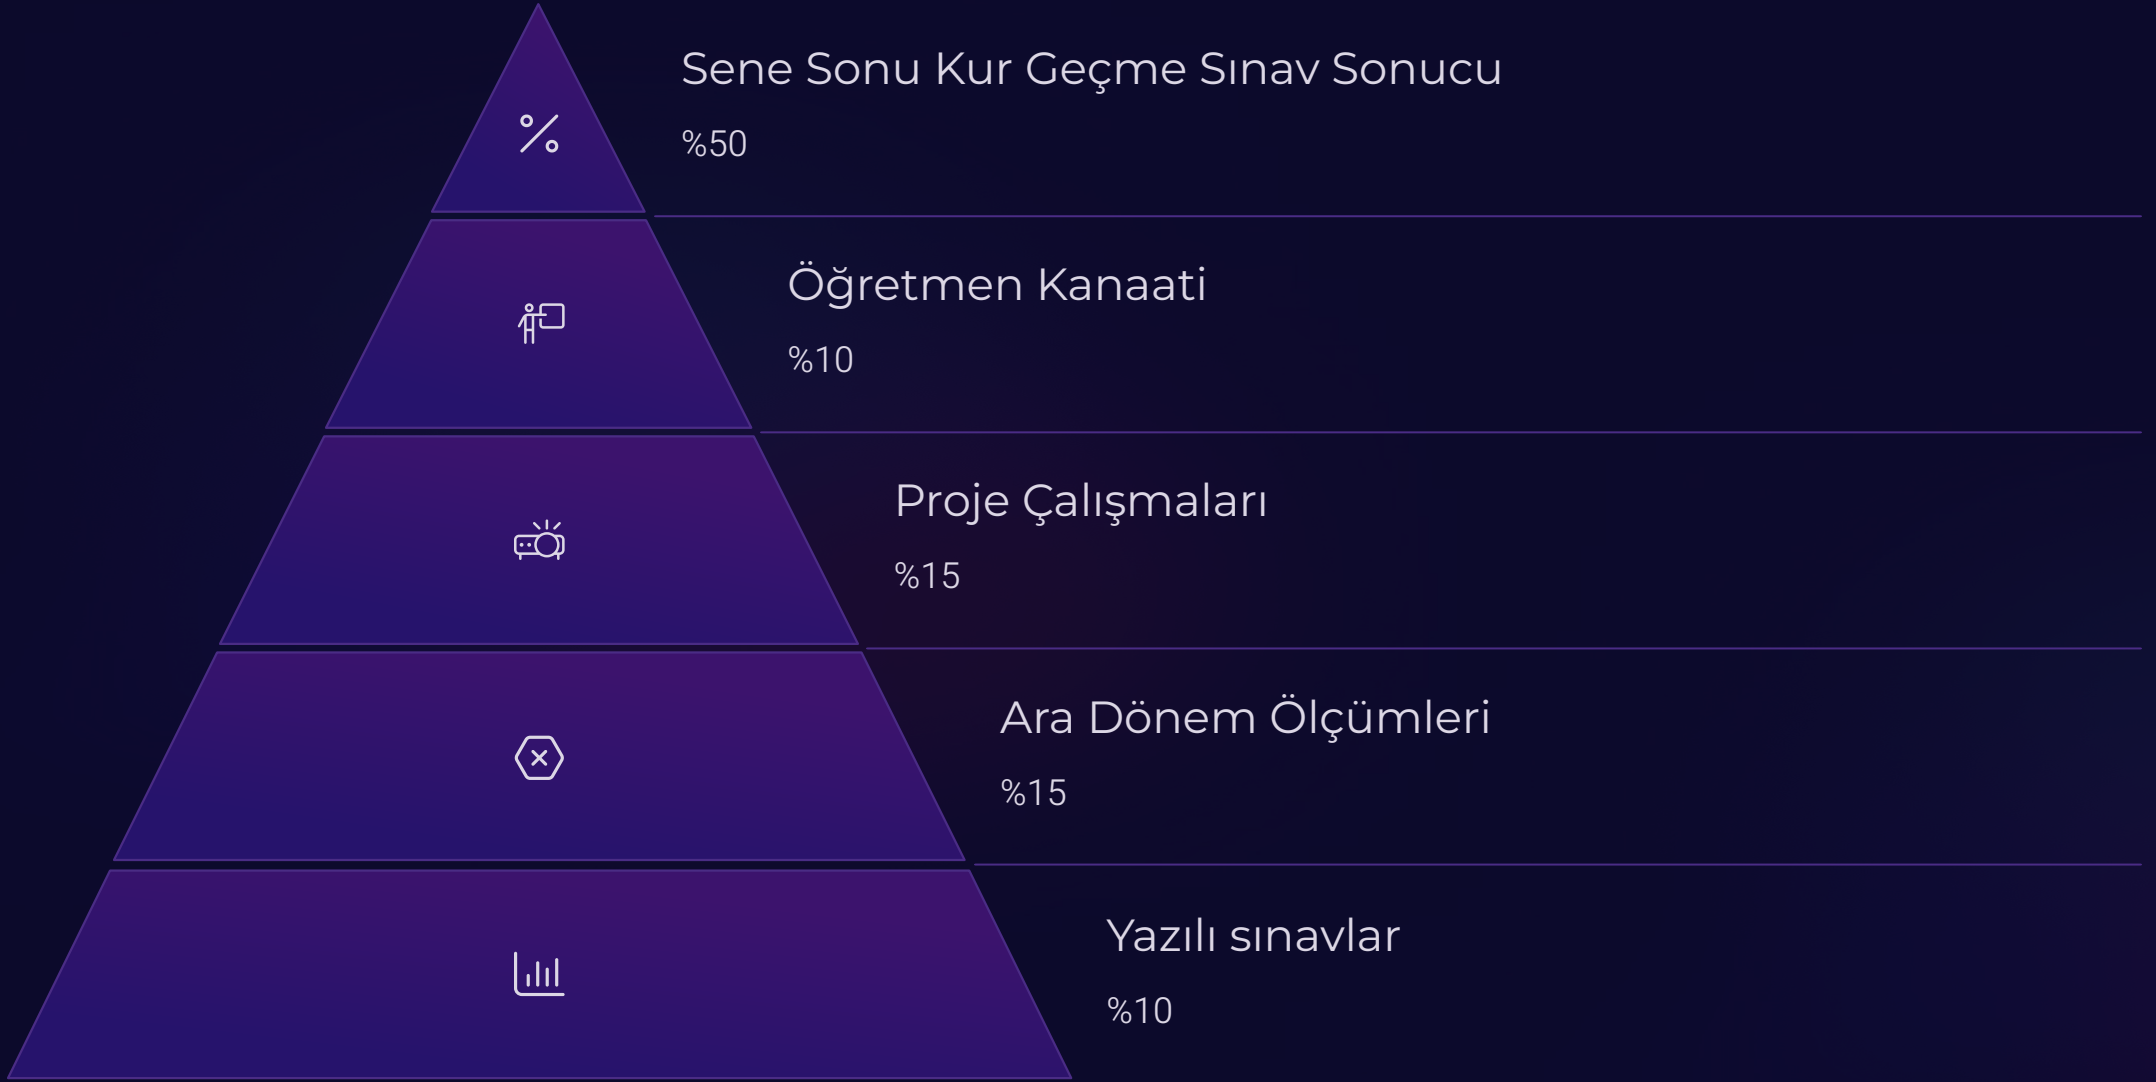 Sene Sonu Kur Geçme Sınav Sonucu
%50
Öğretmen Kanaati
%10
Proje Çalışmaları
%15
Ara Dönem Ölçümleri
%15
Yazılı sınavlar
%10